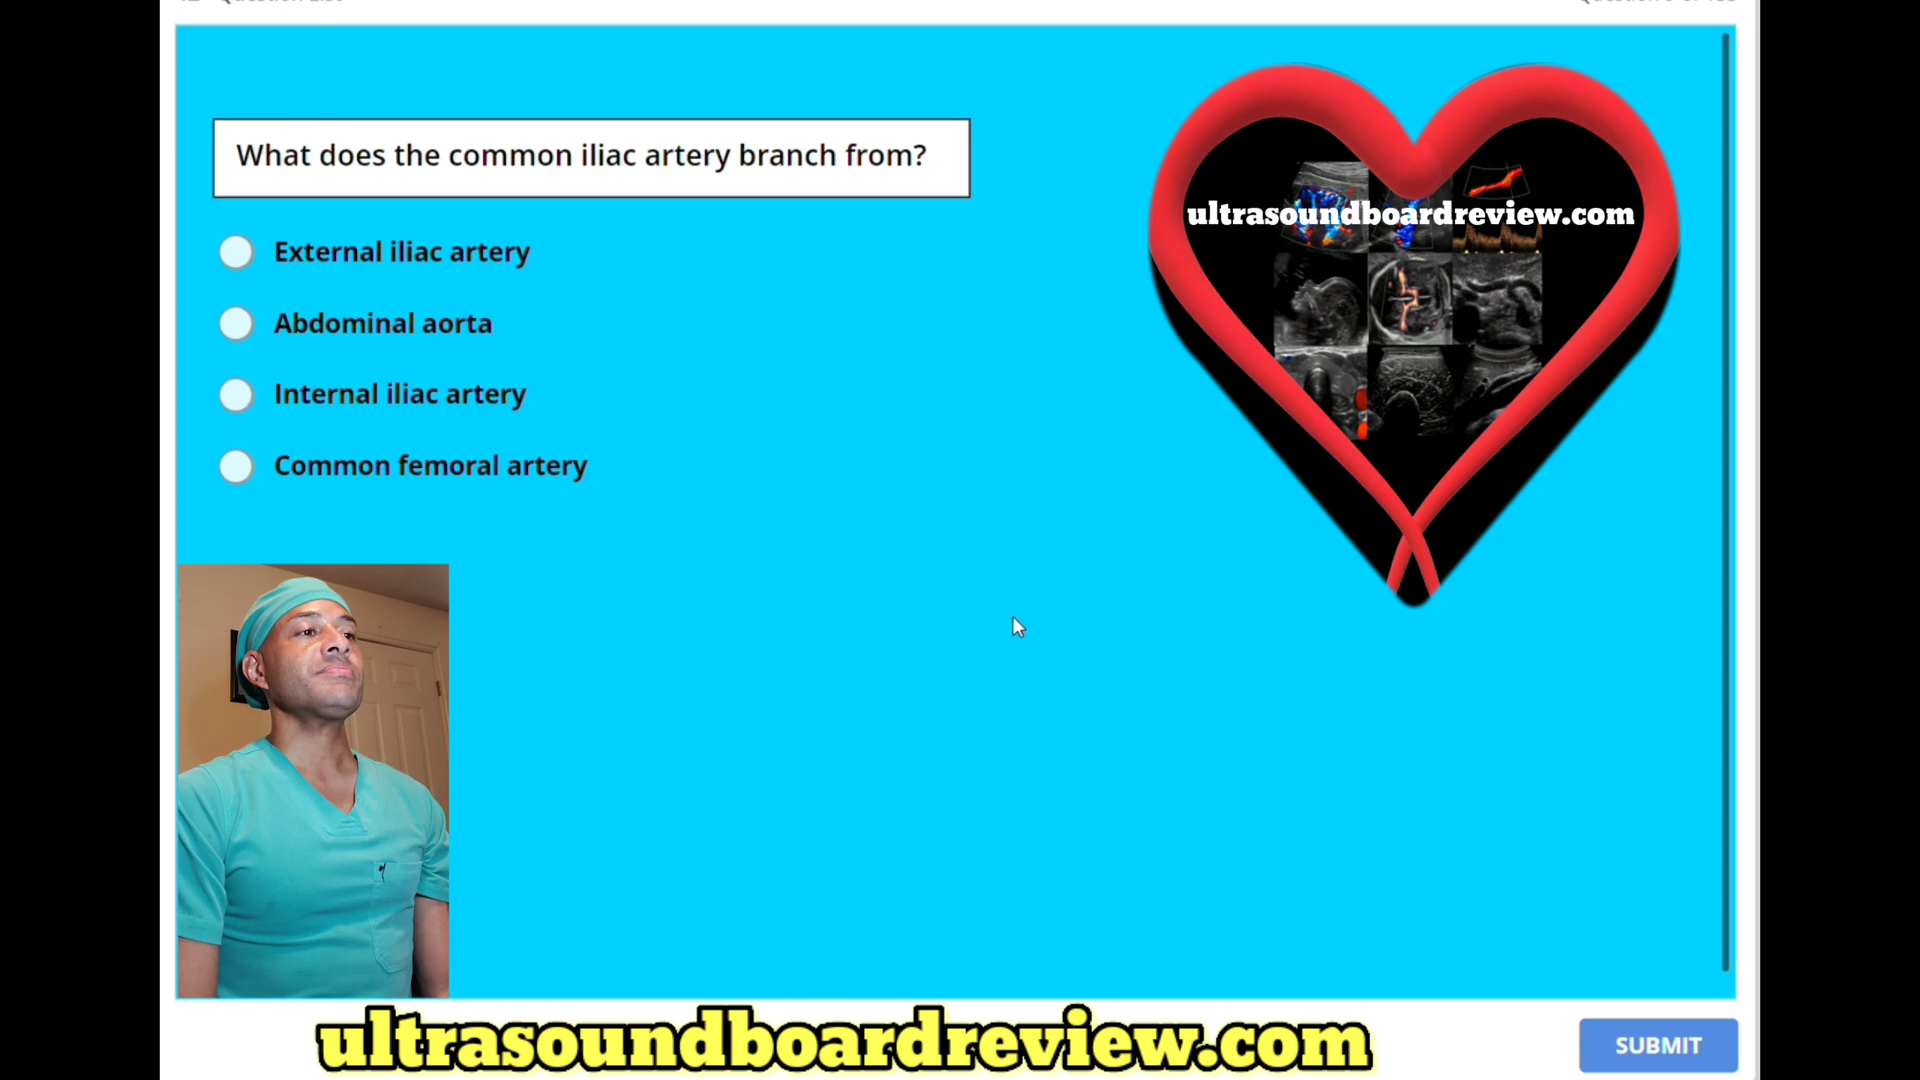 What does the common iliac artery branch from?
ultrasoundboardreview.com
External iliac artery
Abdominal aorta
Internal iliac artery
Common femoral artery
ultrasoundboardreview.com
SUBMIT